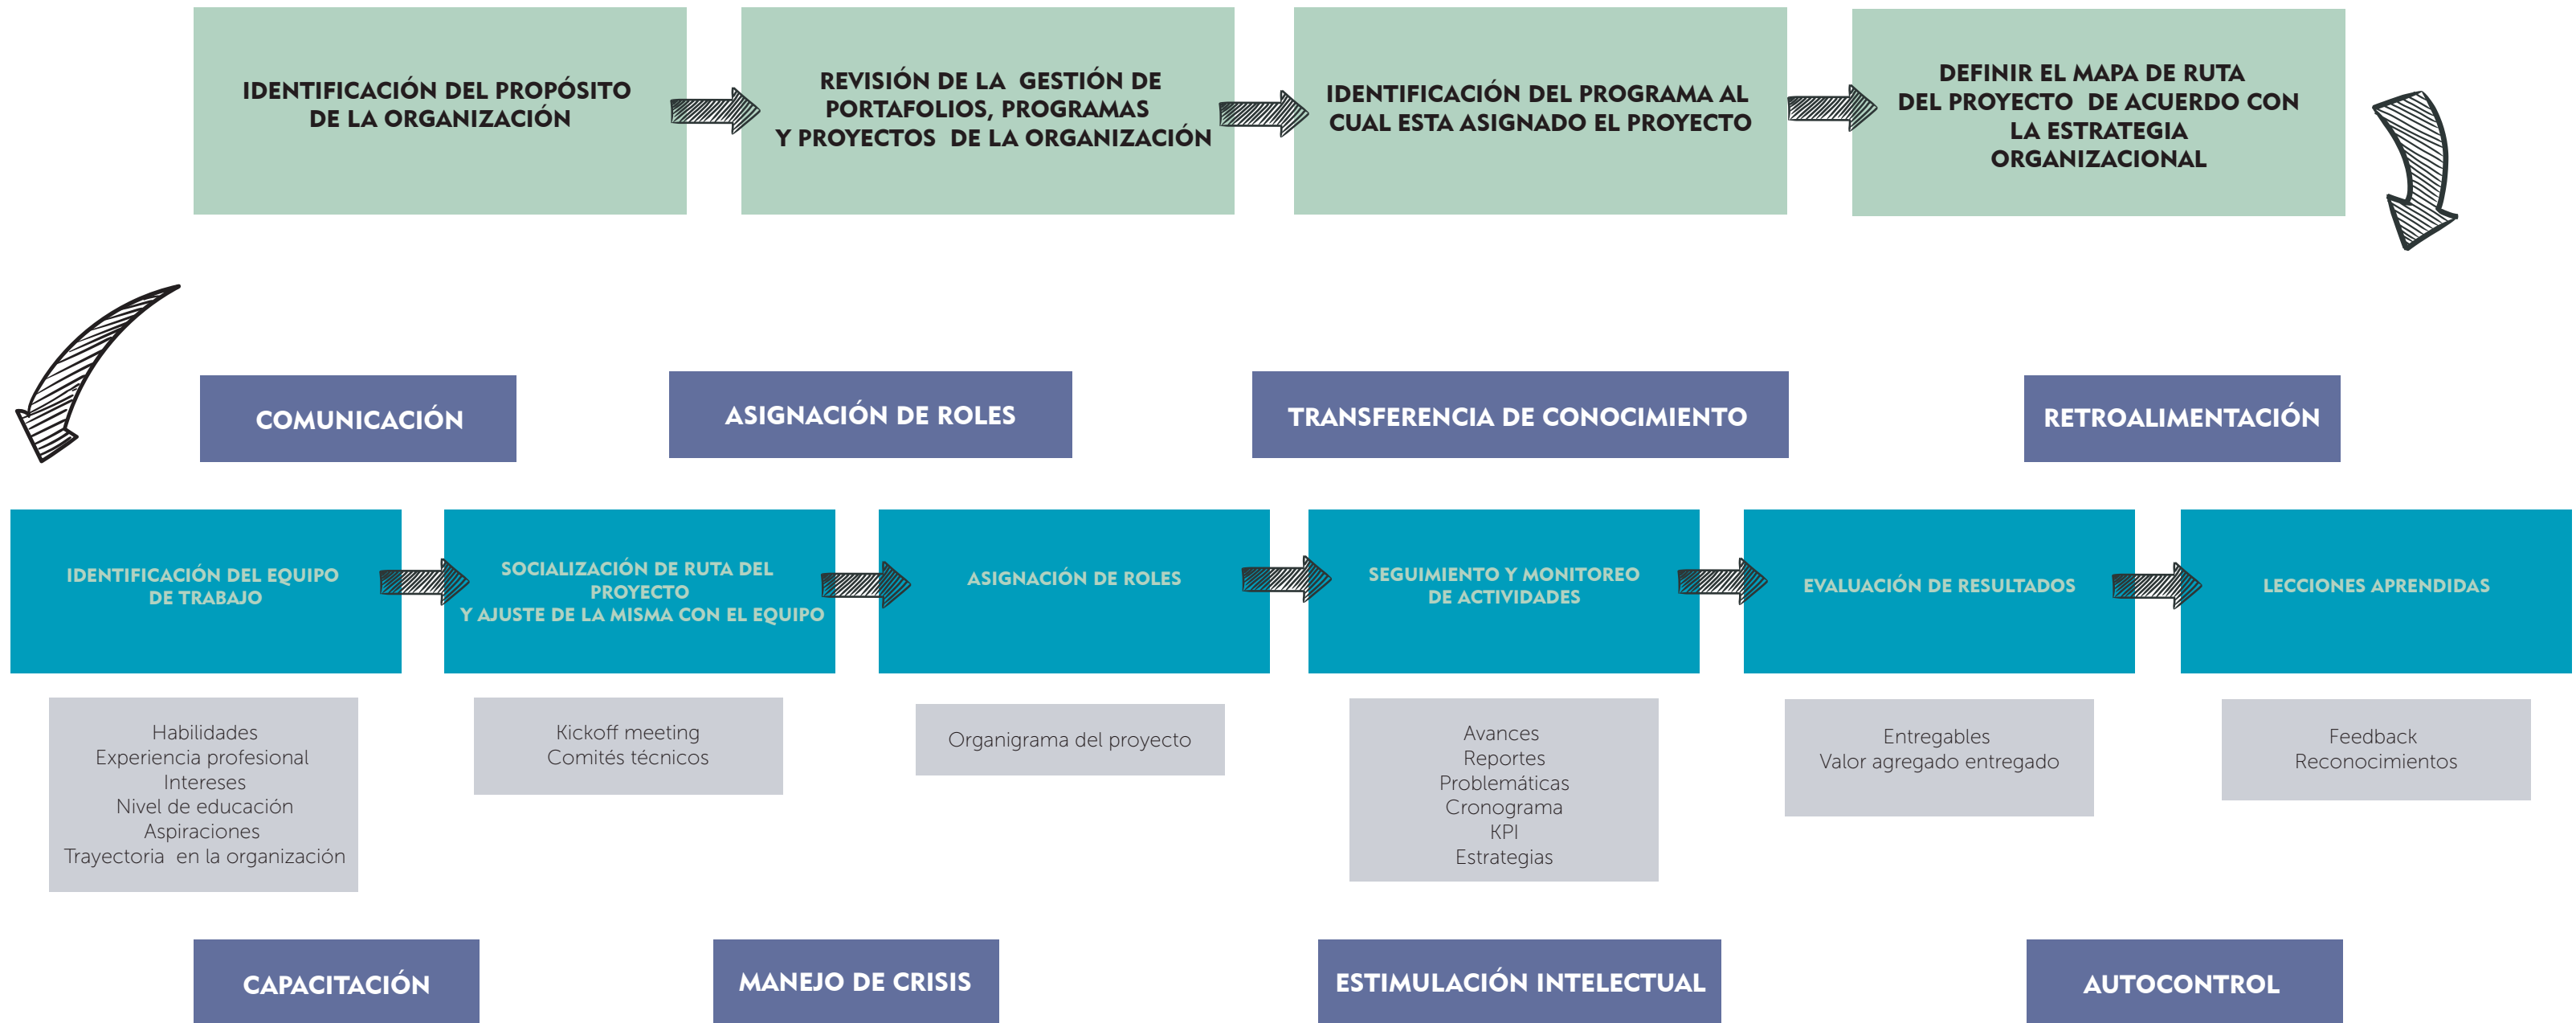 IDENTIFICACIÓN DEL PROPÓSITO
DE LA ORGANIZACIÓN
REVISIÓN DE LA GESTIÓN DE
PORTAFOLIOS, PROGRAMAS
Y PROYECTOS DE LA ORGANIZACIÓN
IDENTIFICACIÓN DEL PROGRAMA AL
CUAL ESTA ASIGNADO EL PROYECTO
DEFINIR EL MAPA DE RUTA
DEL PROYECTO DE ACUERDO CON
LA ESTRATEGIA
ORGANIZACIONAL
COMUNICACIÓN
ASIGNACIÓN DE ROLES
TRANSFERENCIA DE CONOCIMIENTO
RETROALIMENTACIÓN
IDENTIFICACIÓN DEL EQUIPO
DE TRABAJO
SOCIALIZACIÓN DE RUTA DEL
PROYECTO
Y AJUSTE DE LA MISMA CON EL EQUIPO
ASIGNACIÓN DE ROLES
SEGUIMIENTO Y MONITOREO
DE ACTIVIDADES
EVALUACIÓN DE RESULTADOS
LECCIONES APRENDIDAS
Habilidades
Experiencia profesional
Intereses
Nivel de educación
Aspiraciones
Trayectoria en la organización
Kickoff meeting
Comités técnicos
Organigrama del proyecto
Avances
Reportes
Problemáticas
Cronograma
KPI
Estrategias
Entregables
Valor agregado entregado
Feedback
Reconocimientos
CAPACITACIÓN
MANEJO DE CRISIS
ESTIMULACIÓN INTELECTUAL
AUTOCONTROL